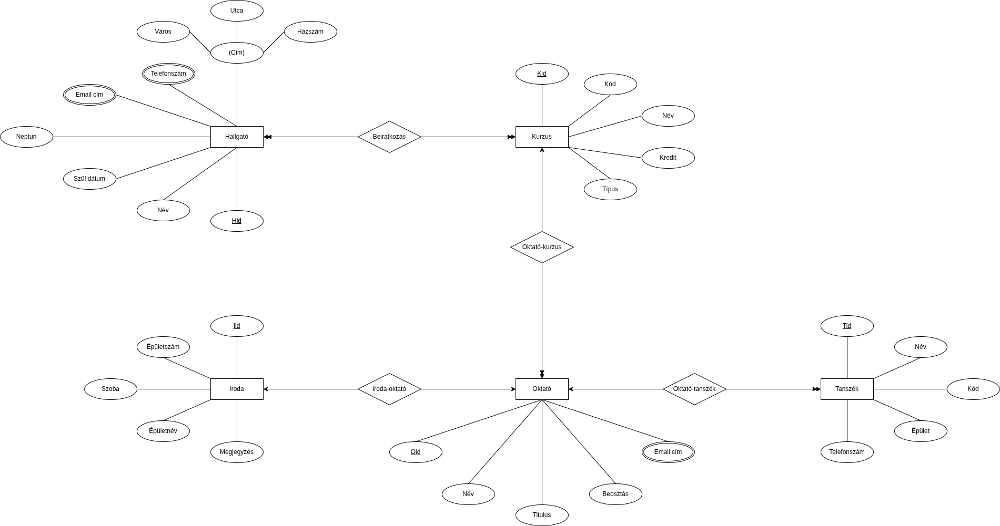 Utca
Város
Házszám
(Cím)
Telefonszám
Email cím
Neptun
Hallgató
Szül dátum
Név
Hid
Beiratkozás
Kid
Kód
Név
Kurzus
Kredit
Típus
Oktató-kurzus
Iid
Épületszám
Szoba
Iroda
Épületnév
Megjegyzés
Iroda-oktató
Oktató
Oktató-tanszék
Oid
Email cím
Név
Beosztás
Titulus
Tid
Név
Tanszék
Kód
Épület
Telefonszám